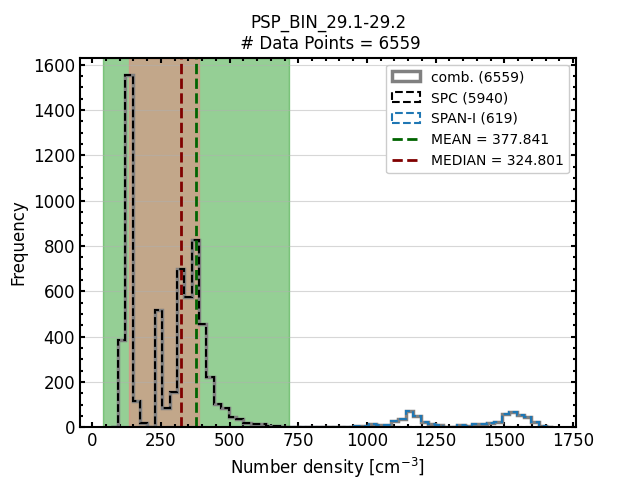 PSP_BIN_29.1-29.2
# Data Points = 6559
comb. (6559)
SPC (5940)
SPAN-I (619)
MEAN = 377.841
MEDIAN = 324.801
Frequency
1600
1400
1200
1000
800
600
400
200
0
0 250 500 750 1000 1250 1500 1750
Number density [cm⁻³]